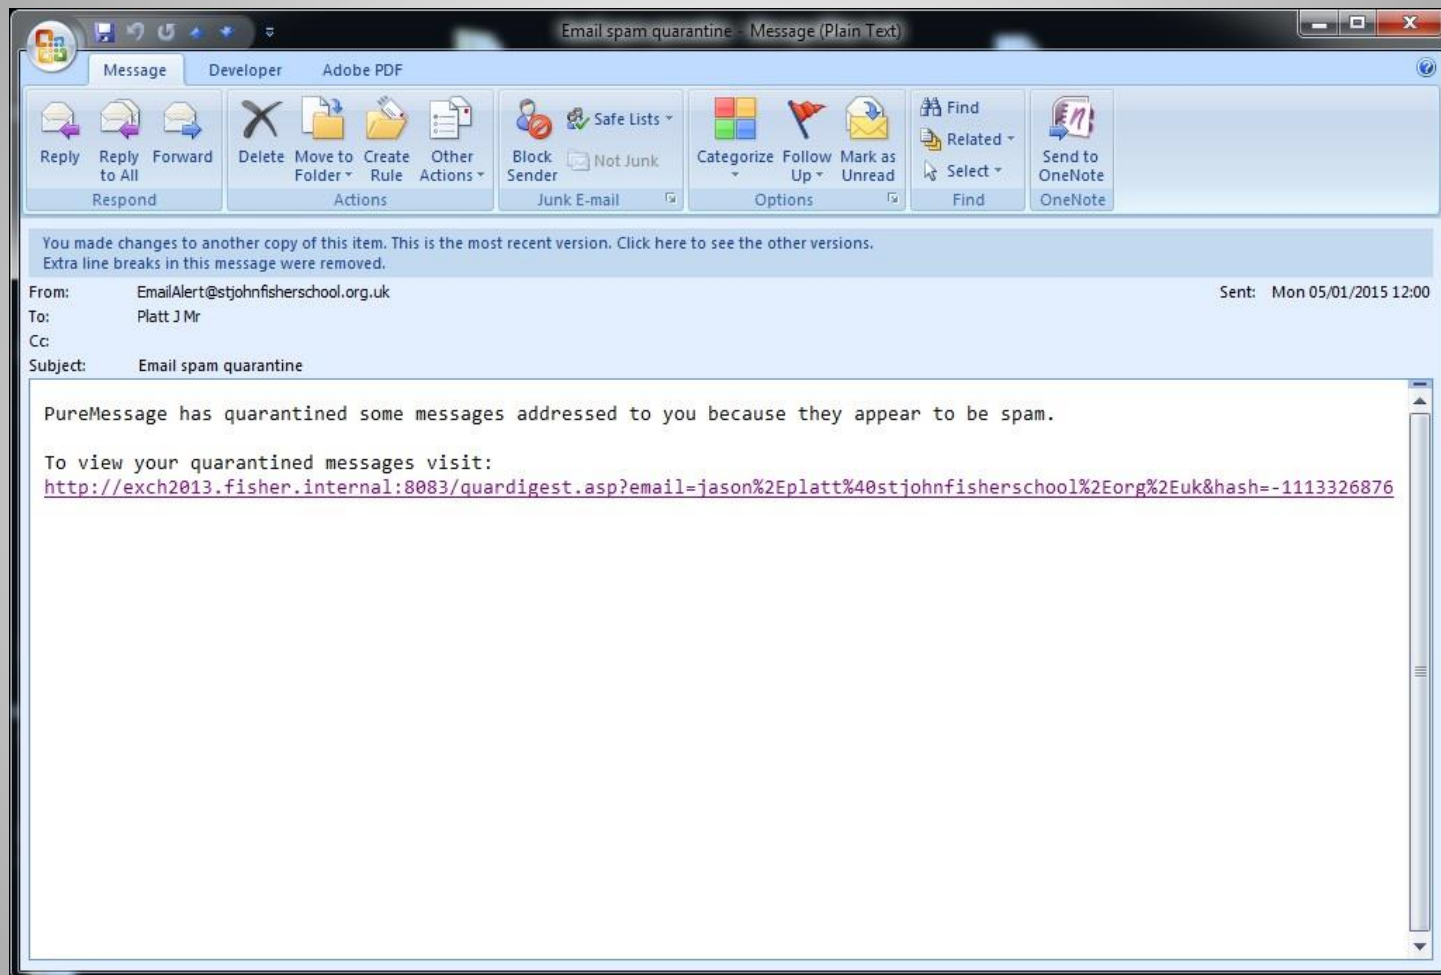 Email spam quarantine - Message (Plain Text)
Message Developer Adobe PDF
Reply Reply to All Forward
Delete Move to Folder Create Rule Other Actions
Block Sender Safe Lists Not Junk
Categorize Follow Up Mark as Unread
Find Related Select
Send to OneNote
Respond Actions Junk E-mail Options Find OneNote
You made changes to another copy of this item. This is the most recent version. Click here to see the other versions.
Extra line breaks in this message were removed.
From: EmailAlert@stjohnfisherschool.org.uk Sent: Mon 05/01/2015 12:00
To: Platt J Mr
Cc:
Subject: Email spam quarantine
PureMessage has quarantined some messages addressed to you because they appear to be spam.
To view your quarantined messages visit:
http://exch2013.fisher.internal:8083/quardigest.asp?email=jason%2Eplatt%40stjohnfisherschool%2Eorg%2Euk&hash=-1113326876